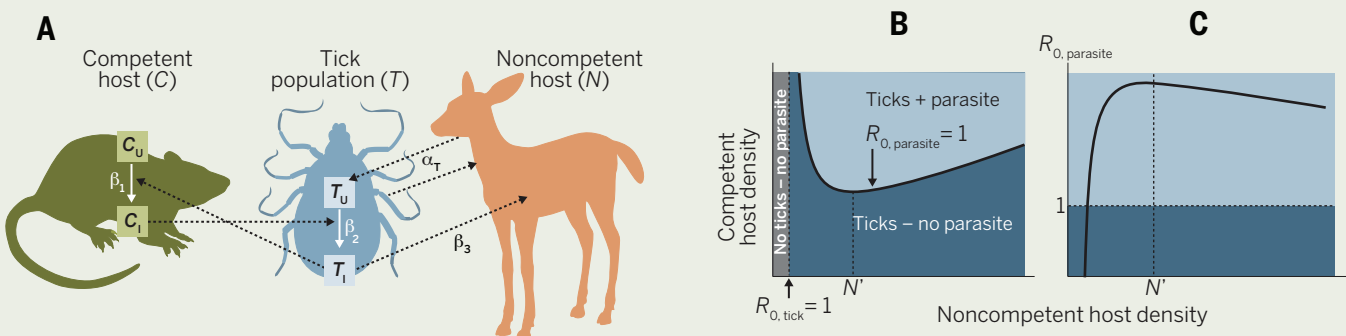 A
Competent
host (C)
Tick
population (T)
Noncompetent
host (N)
C_U
β_1
C_I
T_U
β_2
T_I
α_T
β_3
B
Competent
host density
No ticks – no parasite
Ticks + parasite
R_0, parasite = 1
Ticks – no parasite
N'
R_0, tick = 1
C
R_0, parasite
1
N'
Noncompetent host density